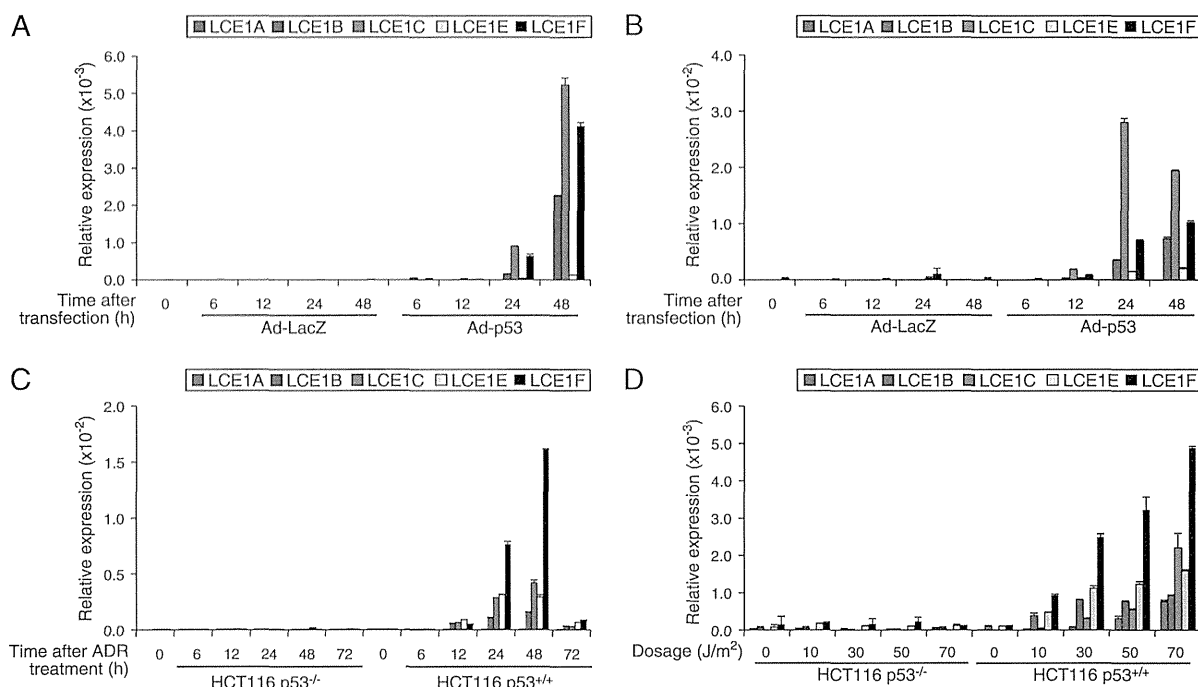 A
LCE1A LCE1B LCE1C LCE1E LCE1F
Relative expression (x10⁻³)
6.0
5.0
4.0
3.0
2.0
1.0
0.0
Time after transfection (h)
0 6 12 24 48 6 12 24 48
Ad-LacZ Ad-p53
B
LCE1A LCE1B LCE1C LCE1E LCE1F
Relative expression (x10⁻²)
4.0
3.0
2.0
1.0
0.0
Time after transfection (h)
0 6 12 24 48 6 12 24 48
Ad-LacZ Ad-p53
C
LCE1A LCE1B LCE1C LCE1E LCE1F
Relative expression (x10⁻²)
2.0
1.5
1.0
0.5
0.0
Time after ADR treatment (h)
0 6 12 24 48 72 0 6 12 24 48 72
HCT116 p53⁻/⁻ HCT116 p53⁺/⁺
D
LCE1A LCE1B LCE1C LCE1E LCE1F
Relative expression (x10⁻³)
6.0
5.0
4.0
3.0
2.0
1.0
0.0
Dosage (J/m²)
0 10 30 50 70 0 10 30 50 70
HCT116 p53⁻/⁻ HCT116 p53⁺/⁺